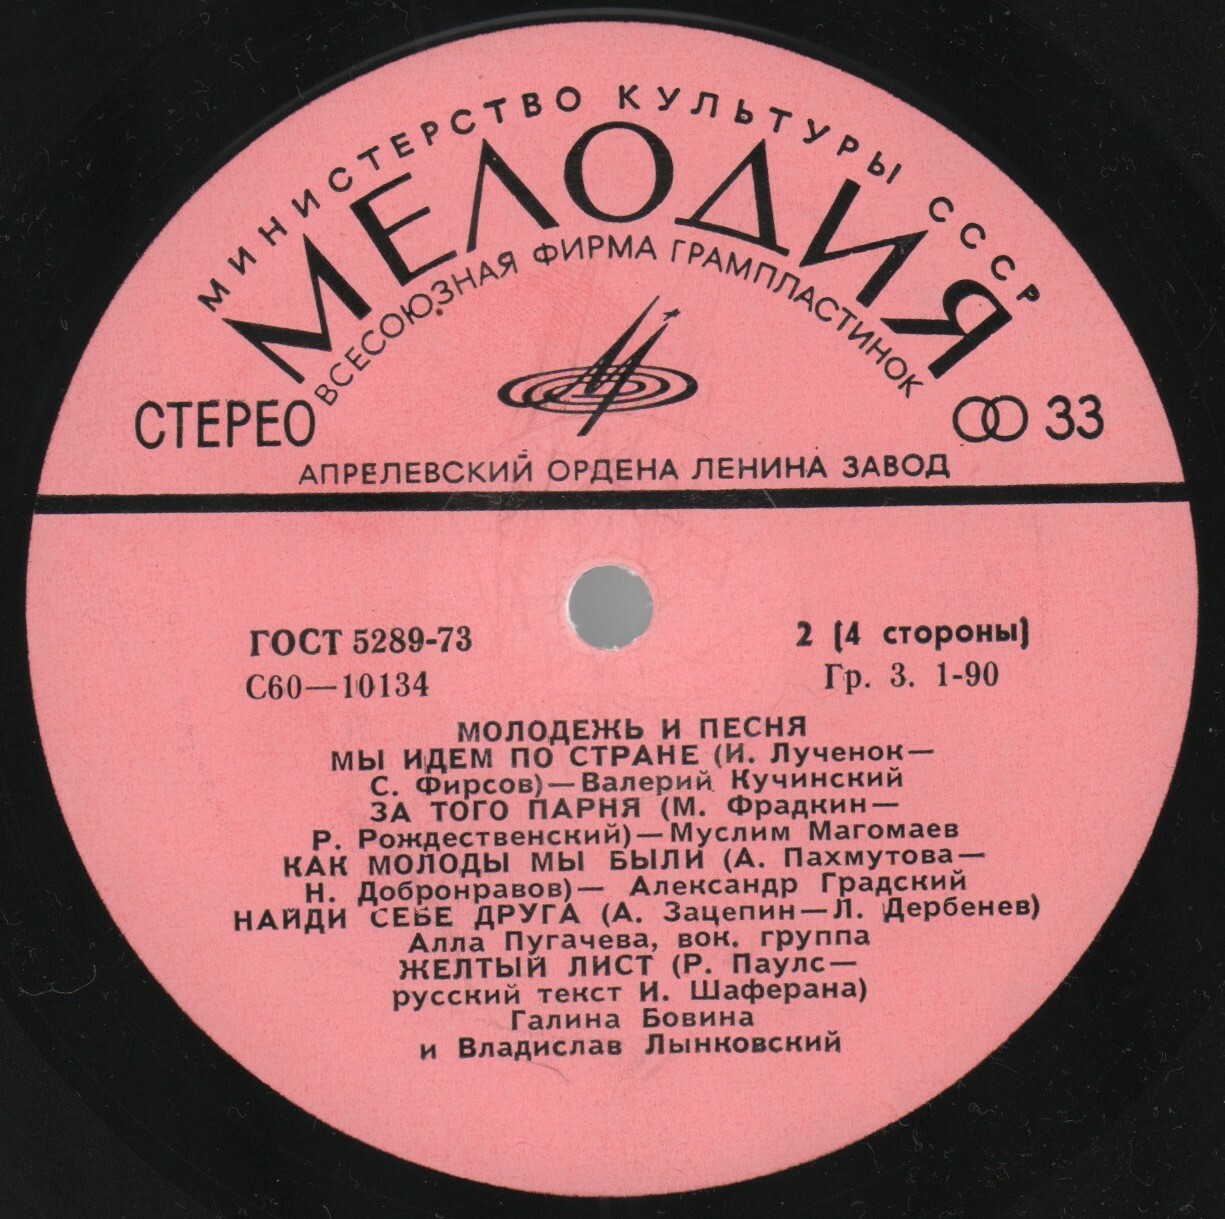 МИНИСТЕРСТВО КУЛЬТУРЫ СССР
МЕЛОДИЯ
ВСЕСОЮЗНАЯ ФИРМА ГРАМПЛАСТИНОК
СТЕРЕО
33
АПРЕЛЕВСКИЙ ОРДЕНА ЛЕНИНА ЗАВОД
ГОСТ 5289-73
2 (4 стороны)
С60—10134
Гр. 3. 1-90
МОЛОДЕЖЬ И ПЕСНЯ
МЫ ИДЕМ ПО СТРАНЕ (И. Лученок—
С. Фирсов)—Валерий Кучинский
ЗА ТОГО ПАРНЯ (М. Фрадкин—
Р. Рождественский)—Муслим Магомаев
КАК МОЛОДЫ МЫ БЫЛИ (А. Пахмутова—
Н. Добронравов)— Александр Градский
НАЙДИ СЕБЕ ДРУГА (А. Зацепин—Л. Дербенев)
Алла Пугачева, вок. группа
ЖЕЛТЫЙ ЛИСТ (Р. Паулс—
русский текст И. Шаферана)
Галина Бовина
и Владислав Лынковский